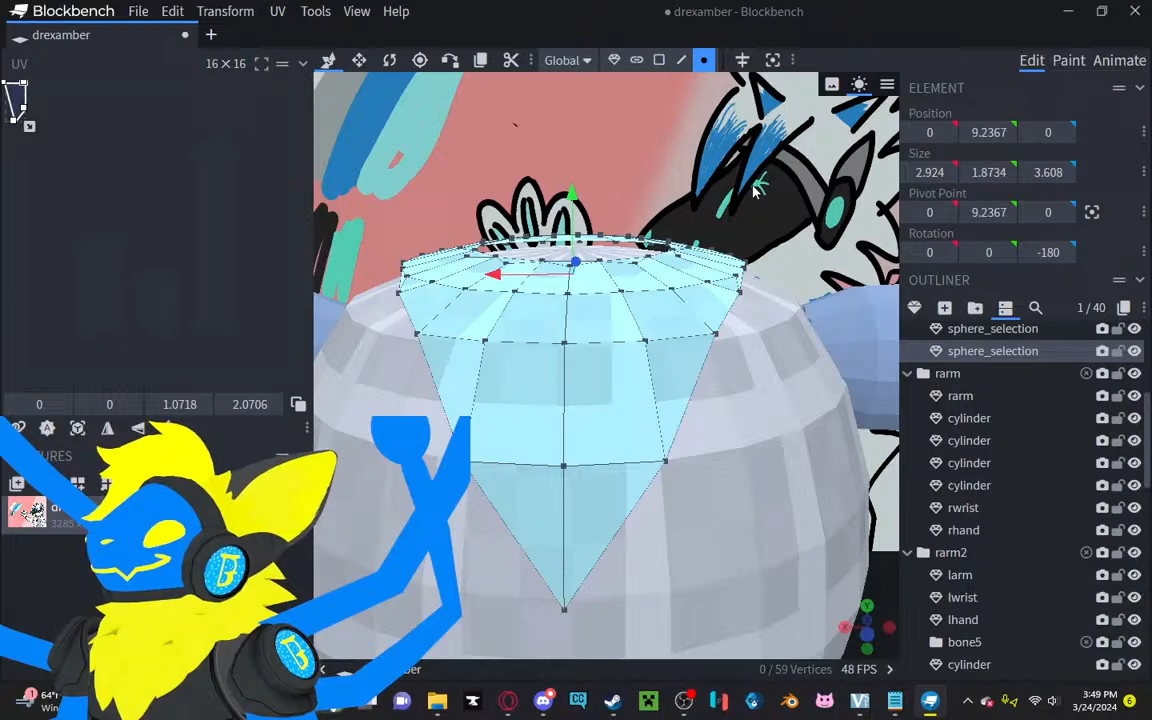 Blockbench File Edit Transform UV Tools View Help
drexamber - Blockbench
drexamber
UV 16 × 16
Global
Edit Paint Animate
ELEMENT
Position
0 9.2367 0
Size
2.924 1.8734 3.608
Pivot Point
0 9.2367 0
Rotation
0 0 -180
OUTLINER
1 / 40
sphere_selection
sphere_selection
rarm
rarm
cylinder
cylinder
cylinder
cylinder
rwrist
rhand
rarm2
larm
lwrist
lhand
bone5
cylinder
0 0 1.0718 2.0706
0/59 Vertices 48 FPS
1
64°
3:49 PM
3/24/2024
6